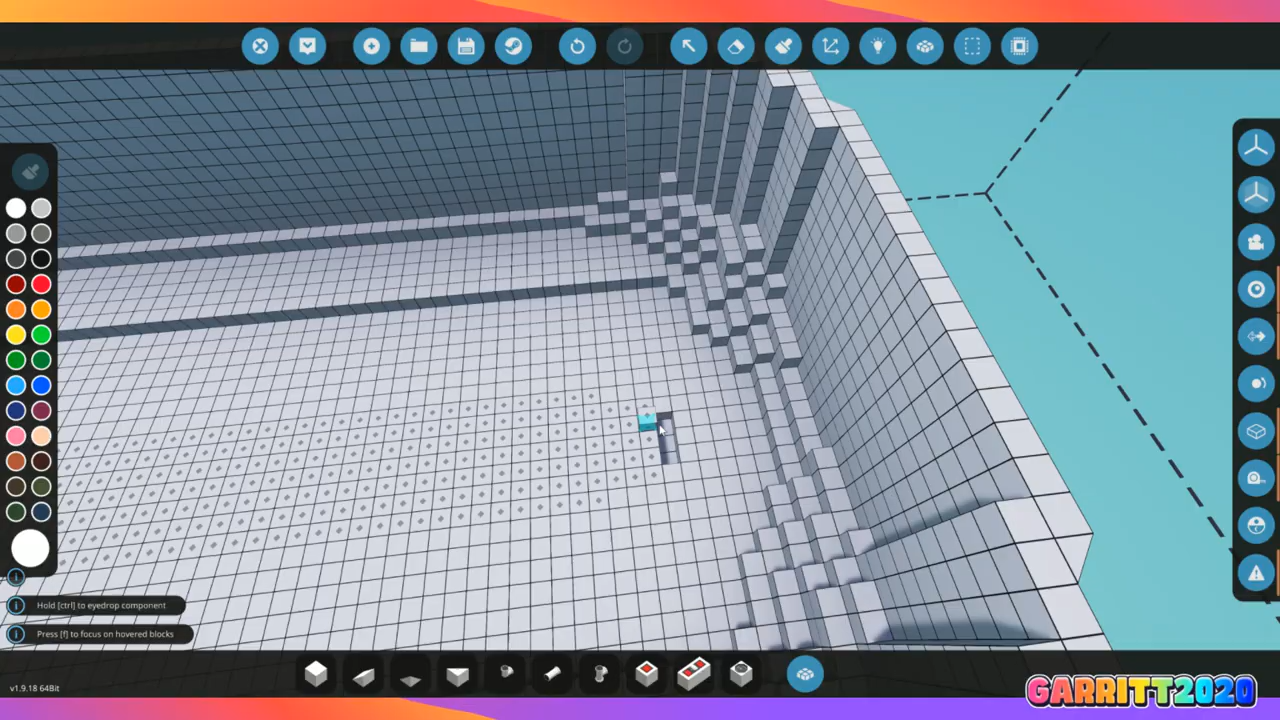 Hold [ctrl] to eyedrop component
Press [f] to focus on hovered blocks
v1.9.18 64Bit
GARRITT2020